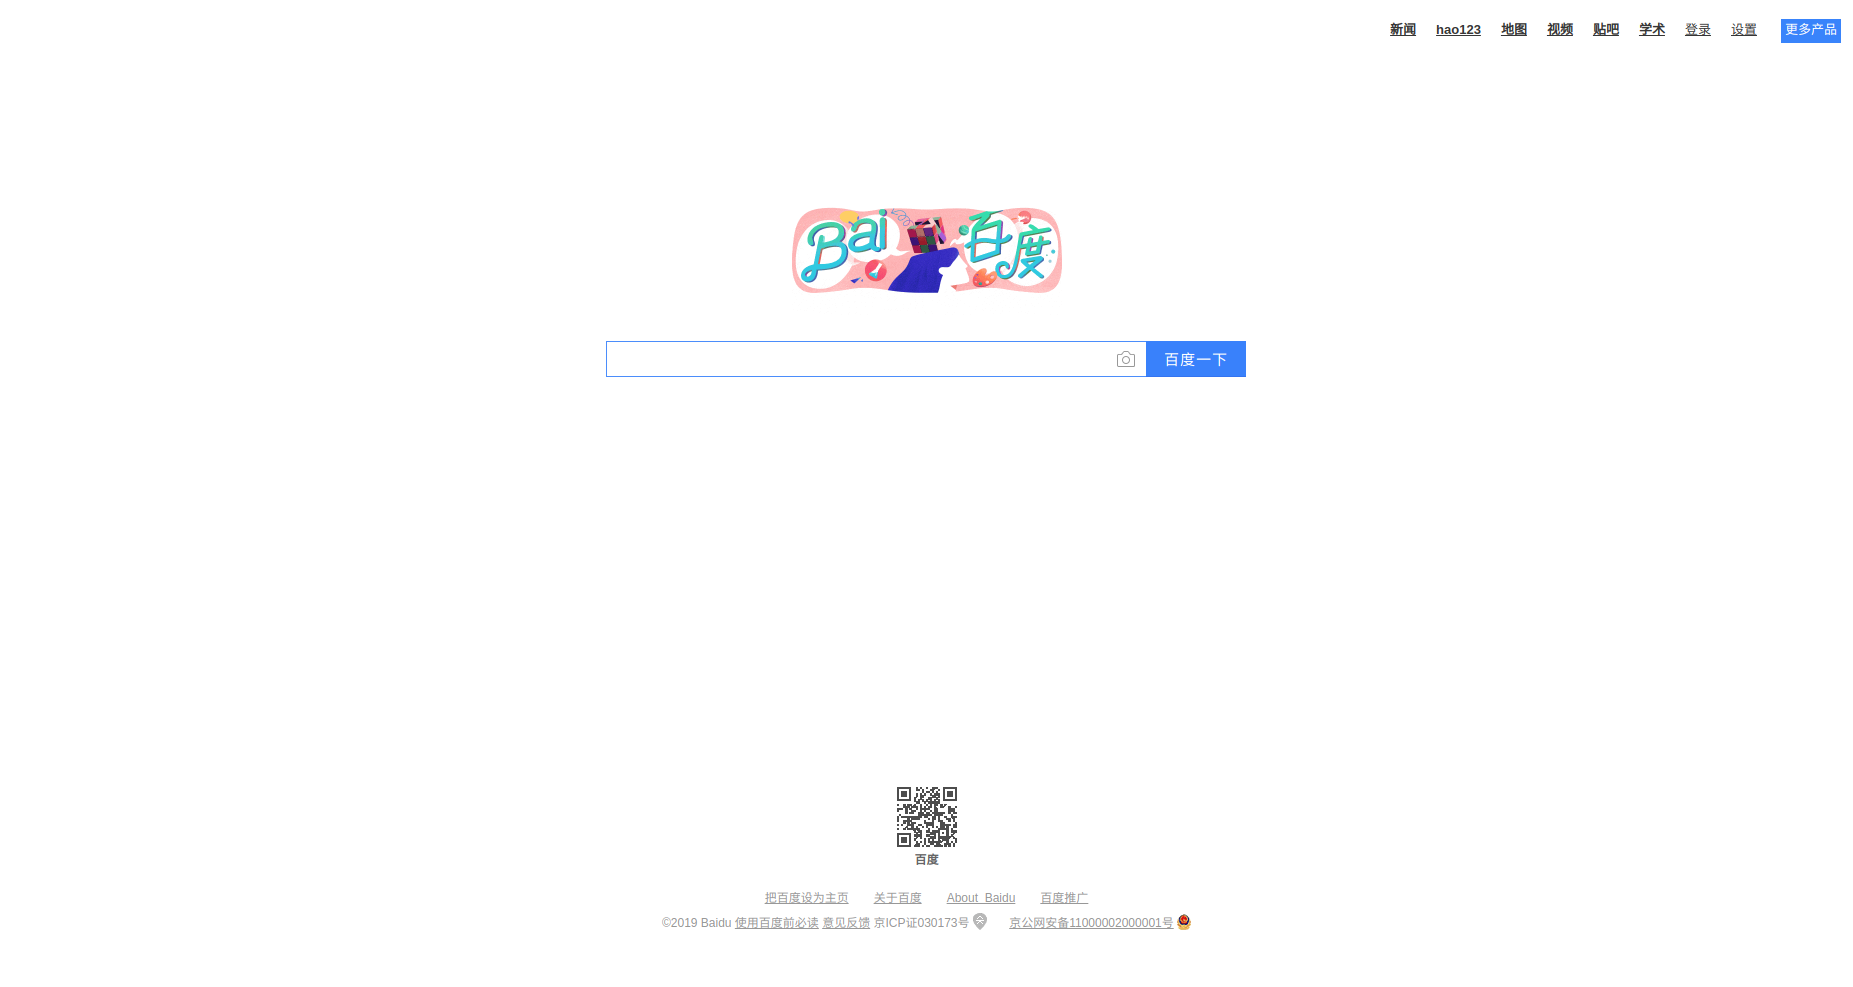 新闻 hao123 地图 视频 贴吧 学术 登录 设置 更多产品
Bai 百度
百度一下
百度
把百度设为主页 关于百度 About Baidu 百度推广
©2019 Baidu 使用百度前必读 意见反馈 京ICP证030173号 京公网安备11000002000001号